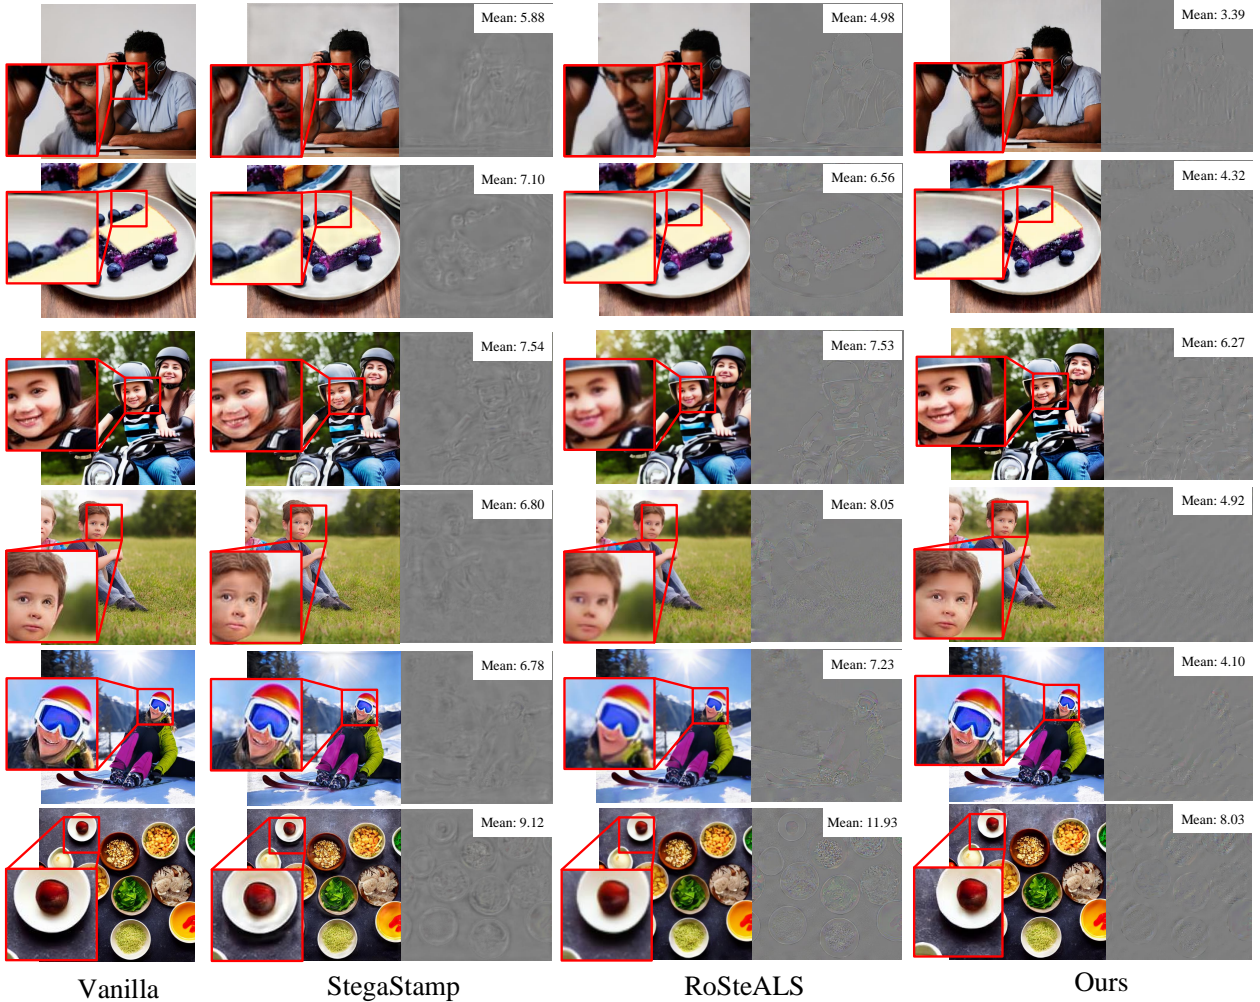 Mean: 5.88
Mean: 4.98
Mean: 3.39
Mean: 7.10
Mean: 6.56
Mean: 4.32
Mean: 7.54
Mean: 7.53
Mean: 6.27
Mean: 6.80
Mean: 8.05
Mean: 4.92
Mean: 6.78
Mean: 7.23
Mean: 4.10
Mean: 9.12
Mean: 11.93
Mean: 8.03
Vanilla
StegaStamp
RoSteALS
Ours